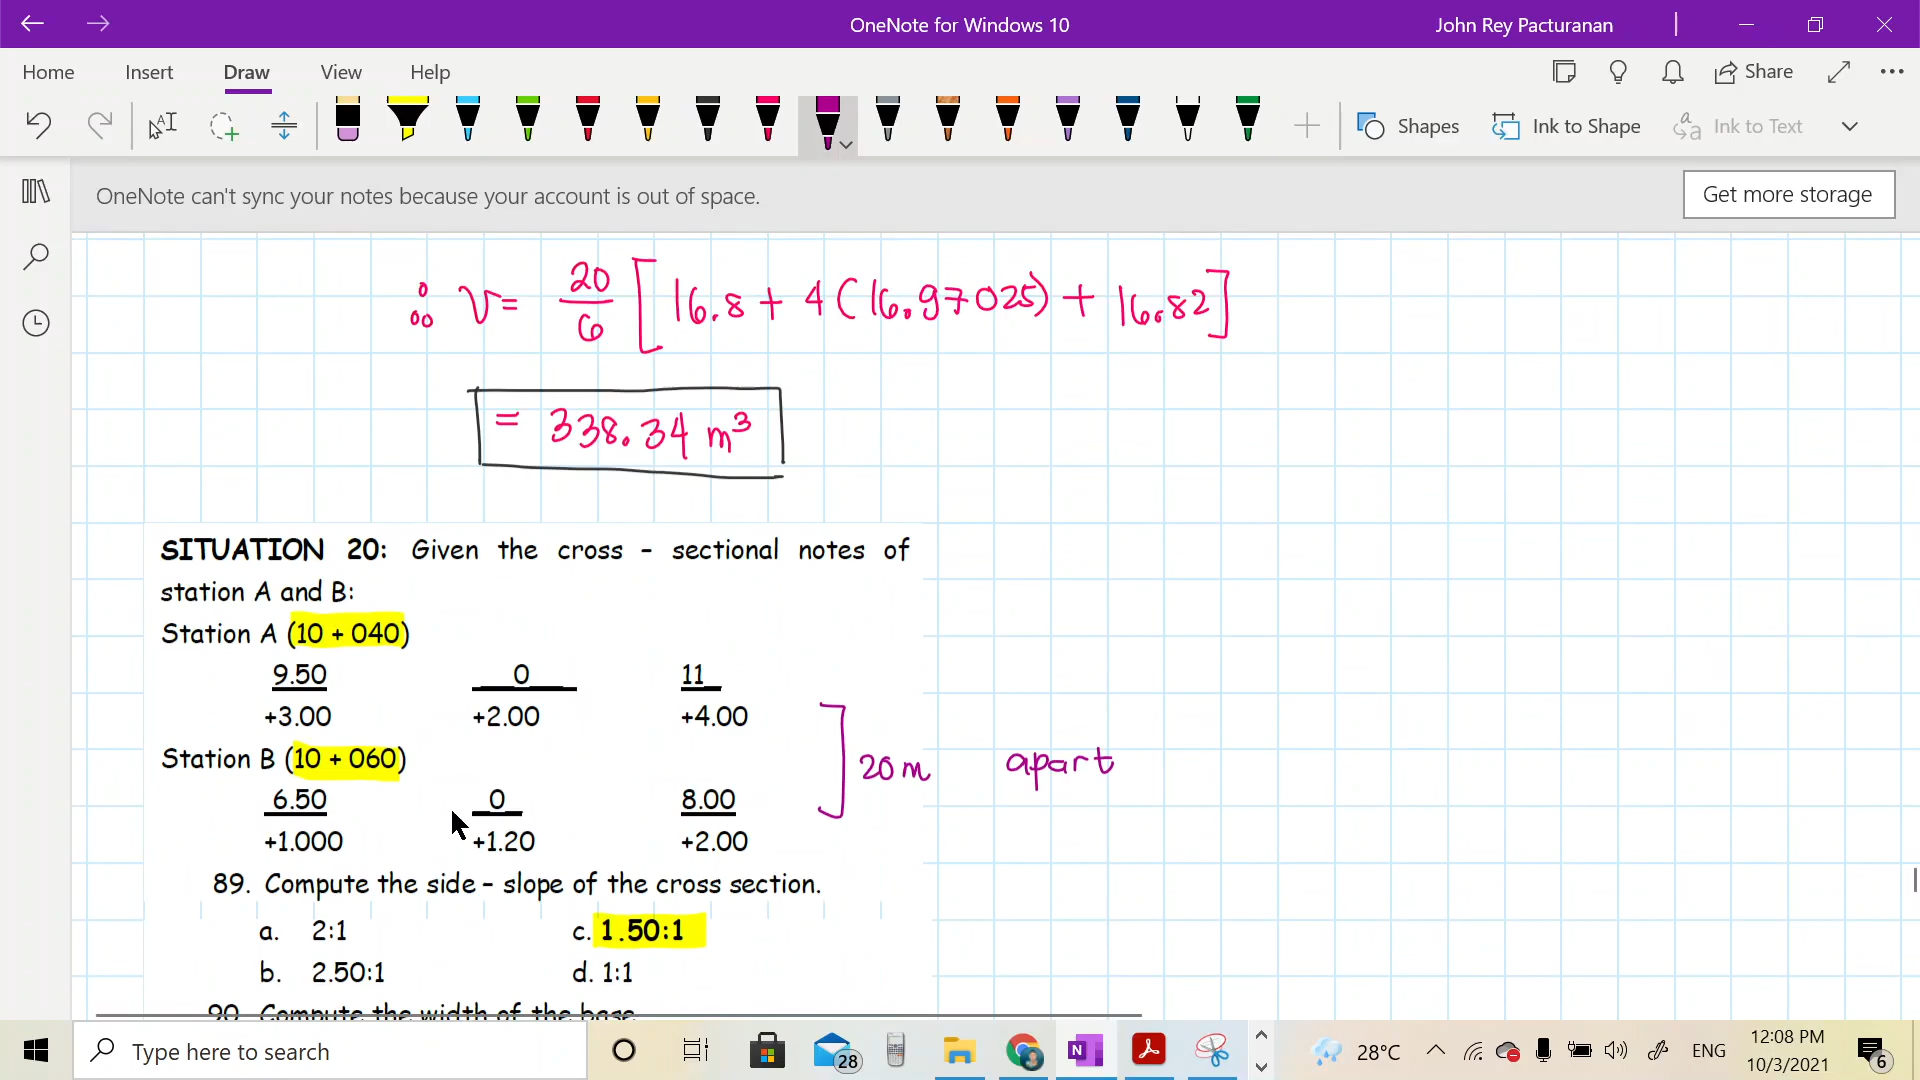 OneNote for Windows 10
John Rey Pacturanan
Home Insert Draw View Help
Share
Shapes Ink to Shape Ink to Text
OneNote can't sync your notes because your account is out of space.
Get more storage
∴ V = 20/6 [16.8 + 4(16.97025) + 16.82]
= 338.34 m³
SITUATION 20: Given the cross – sectional notes of
station A and B:
Station A (10 + 040)
9.50 0 11
+3.00 +2.00 +4.00
Station B (10 + 060)
20 m apart
6.50 0 8.00
+1.000 +1.20 +2.00
89. Compute the side – slope of the cross section.
a. 2:1 c. 1.50:1
b. 2.50:1 d. 1:1
90. Compute the width of the base
Type here to search
28
28°C
ENG
12:08 PM
10/3/2021
6